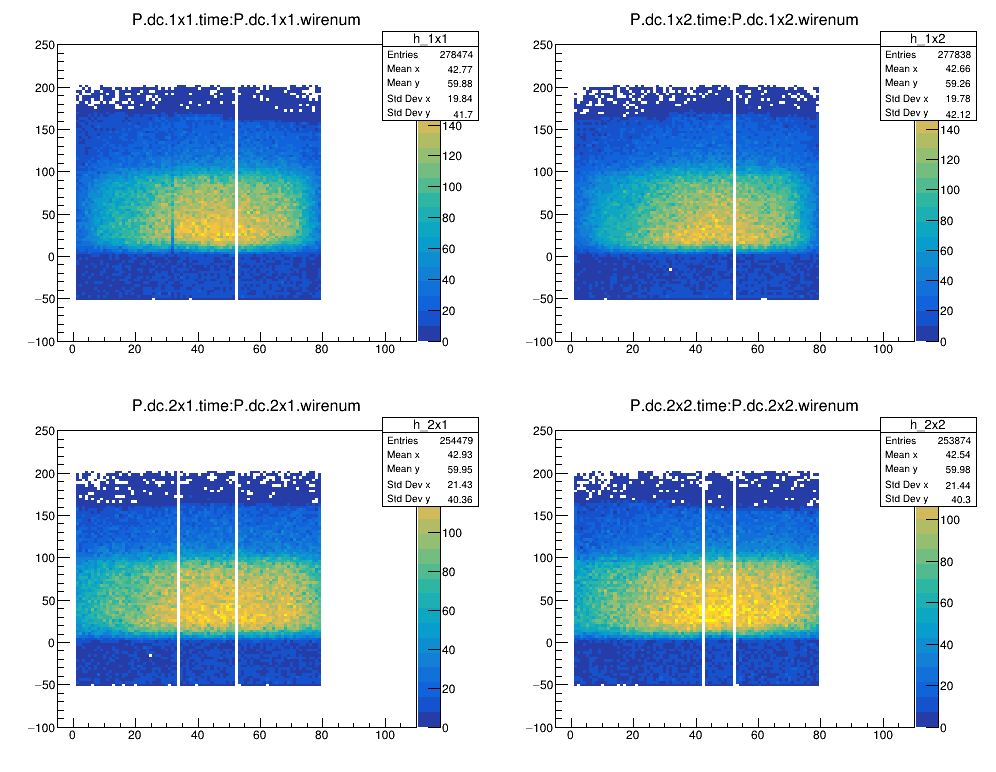 P.dc.1x1.time:P.dc.1x1.wirenum
h_1x1
Entries 278474
Mean x 42.77
Mean y 59.88
Std Dev x 19.84
Std Dev y 41.7
250
200
150
100
50
0
−50
−100
0 20 40 60 80 100
140
120
100
80
60
40
20
0
P.dc.1x2.time:P.dc.1x2.wirenum
h_1x2
Entries 277838
Mean x 42.66
Mean y 59.26
Std Dev x 19.78
Std Dev y 42.12
250
200
150
100
50
0
−50
−100
0 20 40 60 80 100
140
120
100
80
60
40
20
0
P.dc.2x1.time:P.dc.2x1.wirenum
h_2x1
Entries 254479
Mean x 42.93
Mean y 59.95
Std Dev x 21.43
Std Dev y 40.36
250
200
150
100
50
0
−50
−100
0 20 40 60 80 100
100
80
60
40
20
0
P.dc.2x2.time:P.dc.2x2.wirenum
h_2x2
Entries 253874
Mean x 42.54
Mean y 59.98
Std Dev x 21.44
Std Dev y 40.3
250
200
150
100
50
0
−50
−100
0 20 40 60 80 100
100
80
60
40
20
0